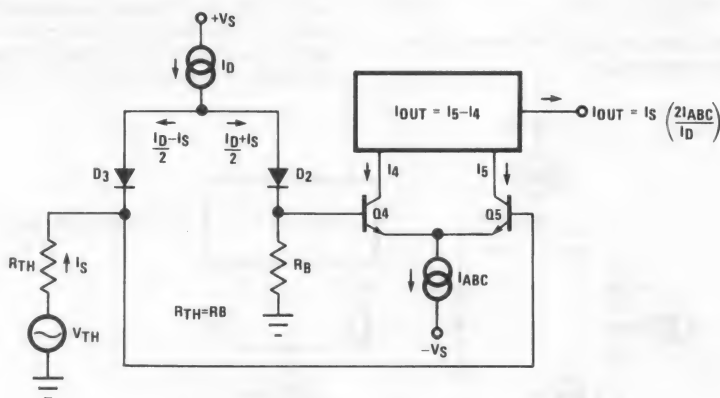 +VS
ID
ID/2 – IS
ID/2 + IS
D3
D2
IOUT = I5–I4
IOUT = IS (2IABC/ID)
I4
I5
Q4
Q5
RTH
IS
RB
IABC
RTH=RB
VTH
–VS